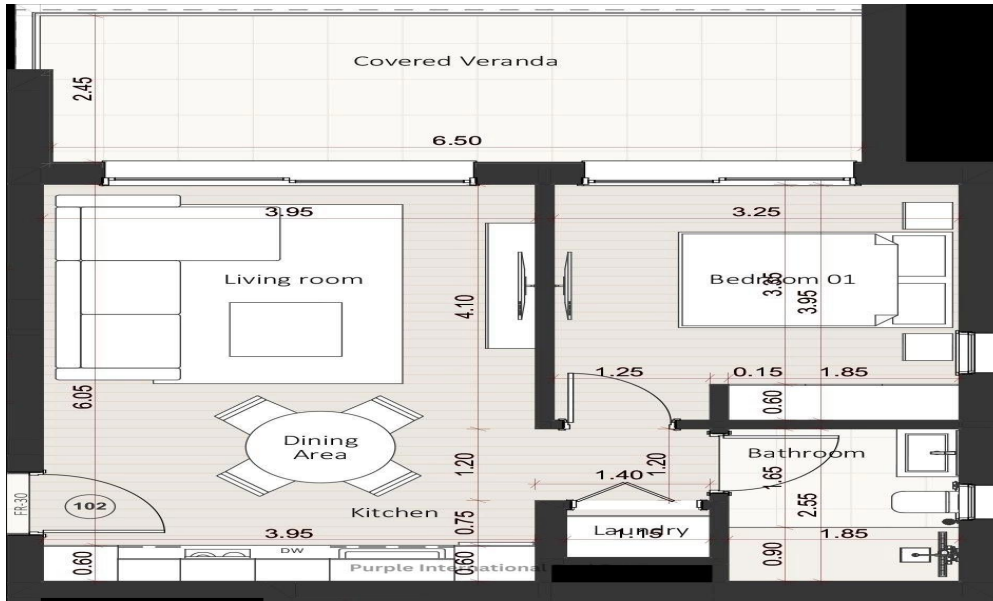 Covered Veranda
2.45
6.50
3.95
3.25
Living room
Bedroom 01
4.10
3.95
6.05
1.25
0.15
1.85
0.60
Dining
Area
Bathroom
1.20
1.20
1.65
1.40
2.55
FR-30
102
Kitchen
0.75
Laundry
1.15
3.95
1.85
DW
0.60
0.60
0.90
Purple International